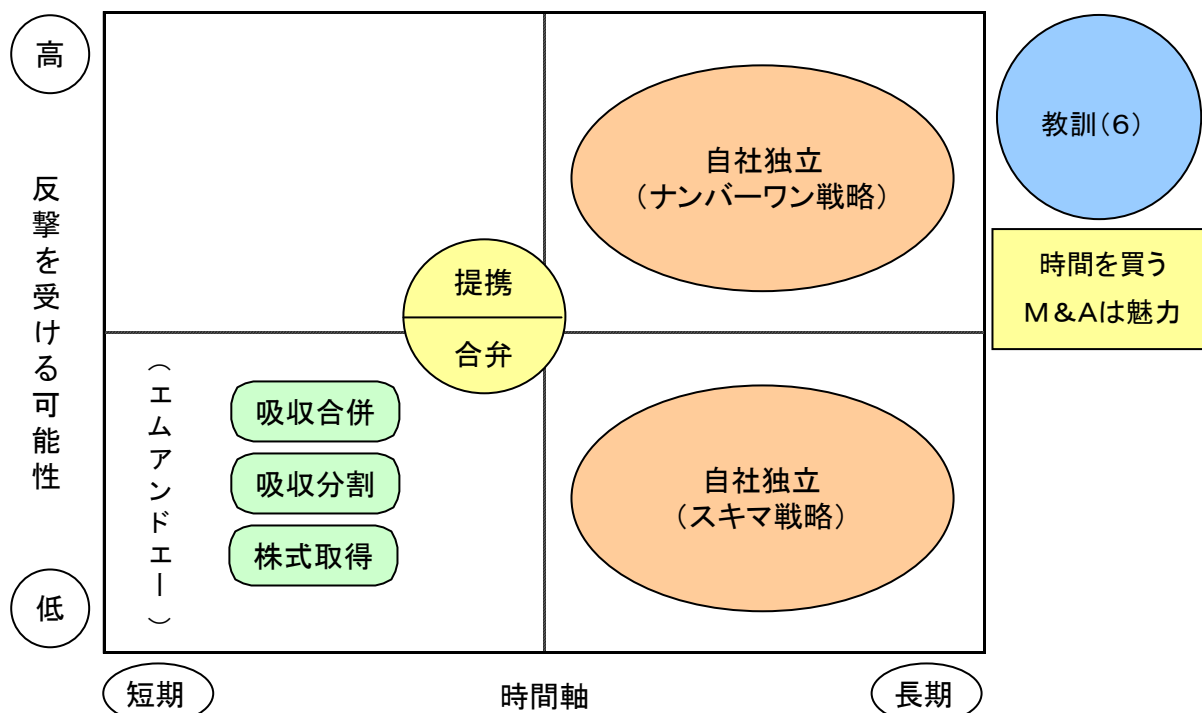 高
反撃を受ける可能性
低
自社独立
（ナンバーワン戦略）
提携
合弁
（エムアンドエー）
吸収合併
吸収分割
株式取得
自社独立
（スキマ戦略）
短期
時間軸
長期
教訓（６）
時間を買う
Ｍ＆Ａは魅力